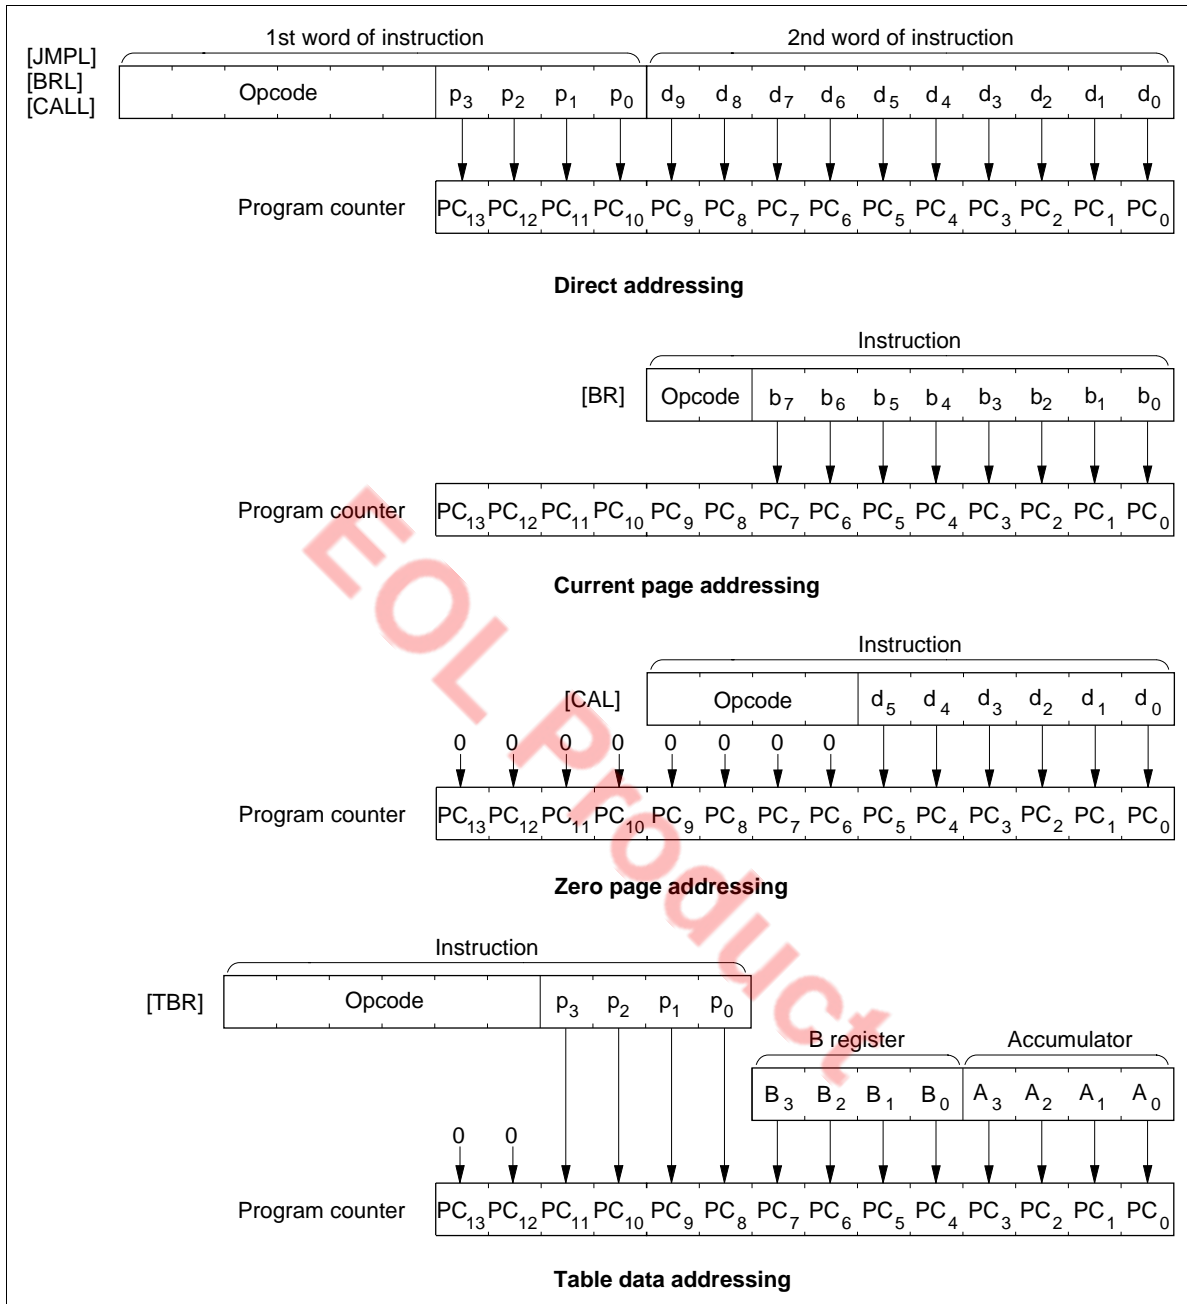 1st word of instruction 2nd word of instruction
[JMPL]
[BRL]
[CALL]
Opcode p3 p2 p1 p0 d9 d8 d7 d6 d5 d4 d3 d2 d1 d0
Program counter PC13 PC12 PC11 PC10 PC9 PC8 PC7 PC6 PC5 PC4 PC3 PC2 PC1 PC0
Direct addressing
Instruction
[BR] Opcode b7 b6 b5 b4 b3 b2 b1 b0
Program counter PC13 PC12 PC11 PC10 PC9 PC8 PC7 PC6 PC5 PC4 PC3 PC2 PC1 PC0
Current page addressing
Instruction
[CAL] Opcode d5 d4 d3 d2 d1 d0
0 0 0 0 0 0 0 0
Program counter PC13 PC12 PC11 PC10 PC9 PC8 PC7 PC6 PC5 PC4 PC3 PC2 PC1 PC0
Zero page addressing
Instruction
[TBR] Opcode p3 p2 p1 p0
B register Accumulator
B3 B2 B1 B0 A3 A2 A1 A0
0 0
Program counter PC13 PC12 PC11 PC10 PC9 PC8 PC7 PC6 PC5 PC4 PC3 PC2 PC1 PC0
Table data addressing
EOL Product